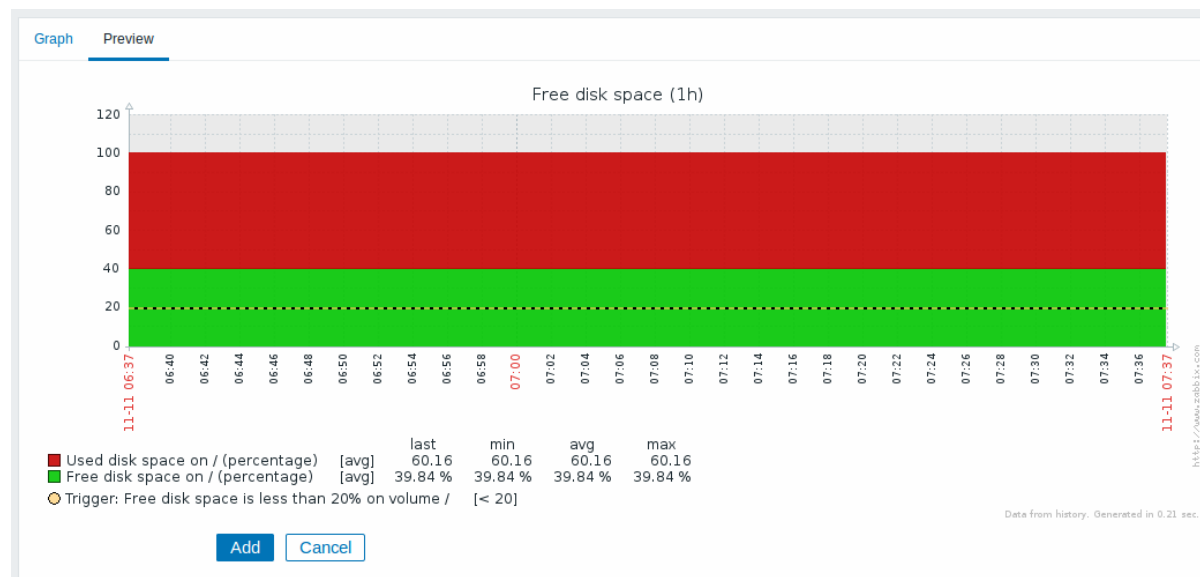 Graph Preview
Free disk space (1h)
120
100
80
60
40
20
0
11-11 06:37 06:40 06:42 06:44 06:46 06:48 06:50 06:52 06:54 06:56 06:58 07:00 07:02 07:04 07:06 07:08 07:10 07:12 07:14 07:16 07:18 07:20 07:22 07:24 07:26 07:28 07:30 07:32 07:34 07:36 11-11 07:37
http://www.zabbix.com
last min avg max
Used disk space on / (percentage) [avg] 60.16 60.16 60.16 60.16
Free disk space on / (percentage) [avg] 39.84 % 39.84 % 39.84 % 39.84 %
Trigger: Free disk space is less than 20% on volume / [< 20]
Data from history. Generated in 0.21 sec.
Add Cancel